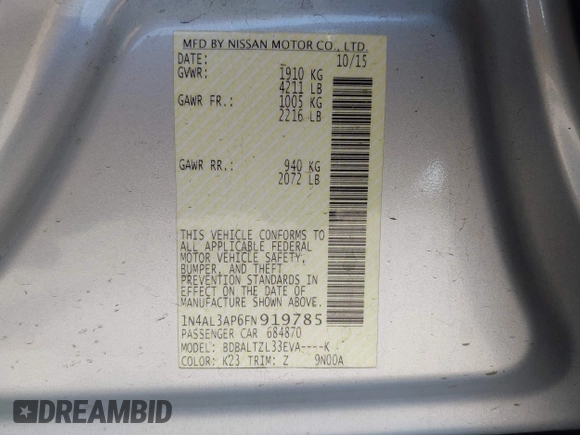 MFD BY NISSAN MOTOR CO., LTD.
DATE: 10/15
GVWR: 1910 KG
4211 LB
GAWR FR.: 1005 KG
2216 LB
GAWR RR.: 940 KG
2072 LB
THIS VEHICLE CONFORMS TO
ALL APPLICABLE FEDERAL
MOTOR VEHICLE SAFETY,
BUMPER, AND THEFT
PREVENTION STANDARDS IN
EFFECT ON THE DATE OF
MANUFACTURE SHOWN ABOVE.
1N4AL3AP6FN919785
PASSENGER CAR 684870
MODEL: BDBALTZL33EVA----K
COLOR: K23 TRIM: Z 9N00A
DREAMBID